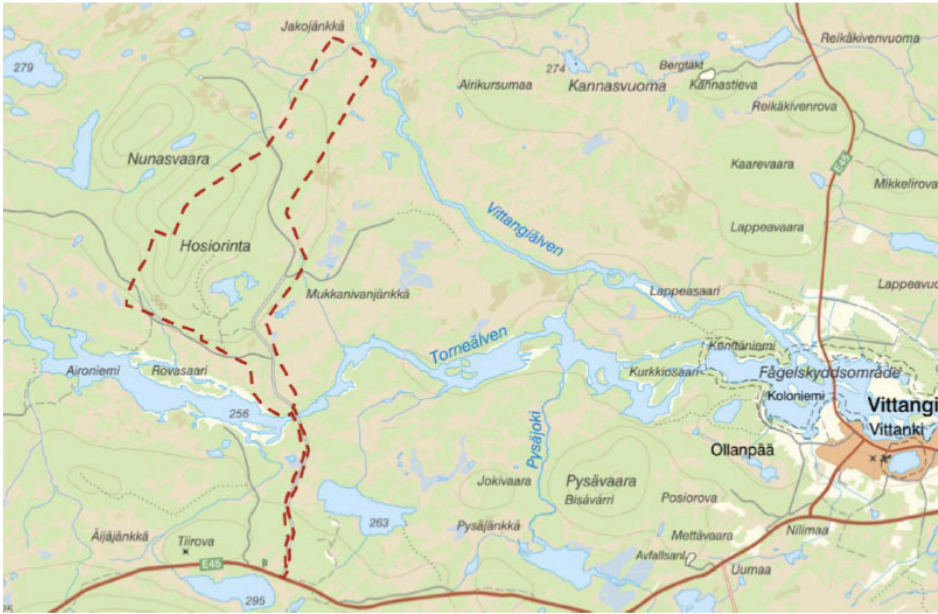 Jakojänkkä
279
Reikäkivenvuoma
Bergtäkt
274
Airikursumaa
Kannasvuoma
Kannastieva
Reikäkivenrova
Nunasvaara
Kaarevaara
E45
Mikkelirova
Vittangiälven
Lappeavaara
Hosiorinta
Mukkanivanjänkkä
Lappeasaari
Lappeavuo
Torneälven
Konttäniemi
Aironiemi
Rovasaari
Kurkkiosaari
Fågelskyddsområde
Koloniemi
256
Vittangi
Vittanki
Pysäjoki
Ollanpää
Jokivaara
Pysävaara
Bisávárri
Posiorova
263
Pysäjänkkä
Äijäjänkkä
Tiirova
Mettävaara
Nilimaa
Avfallsanl.
E45
Uumaa
295